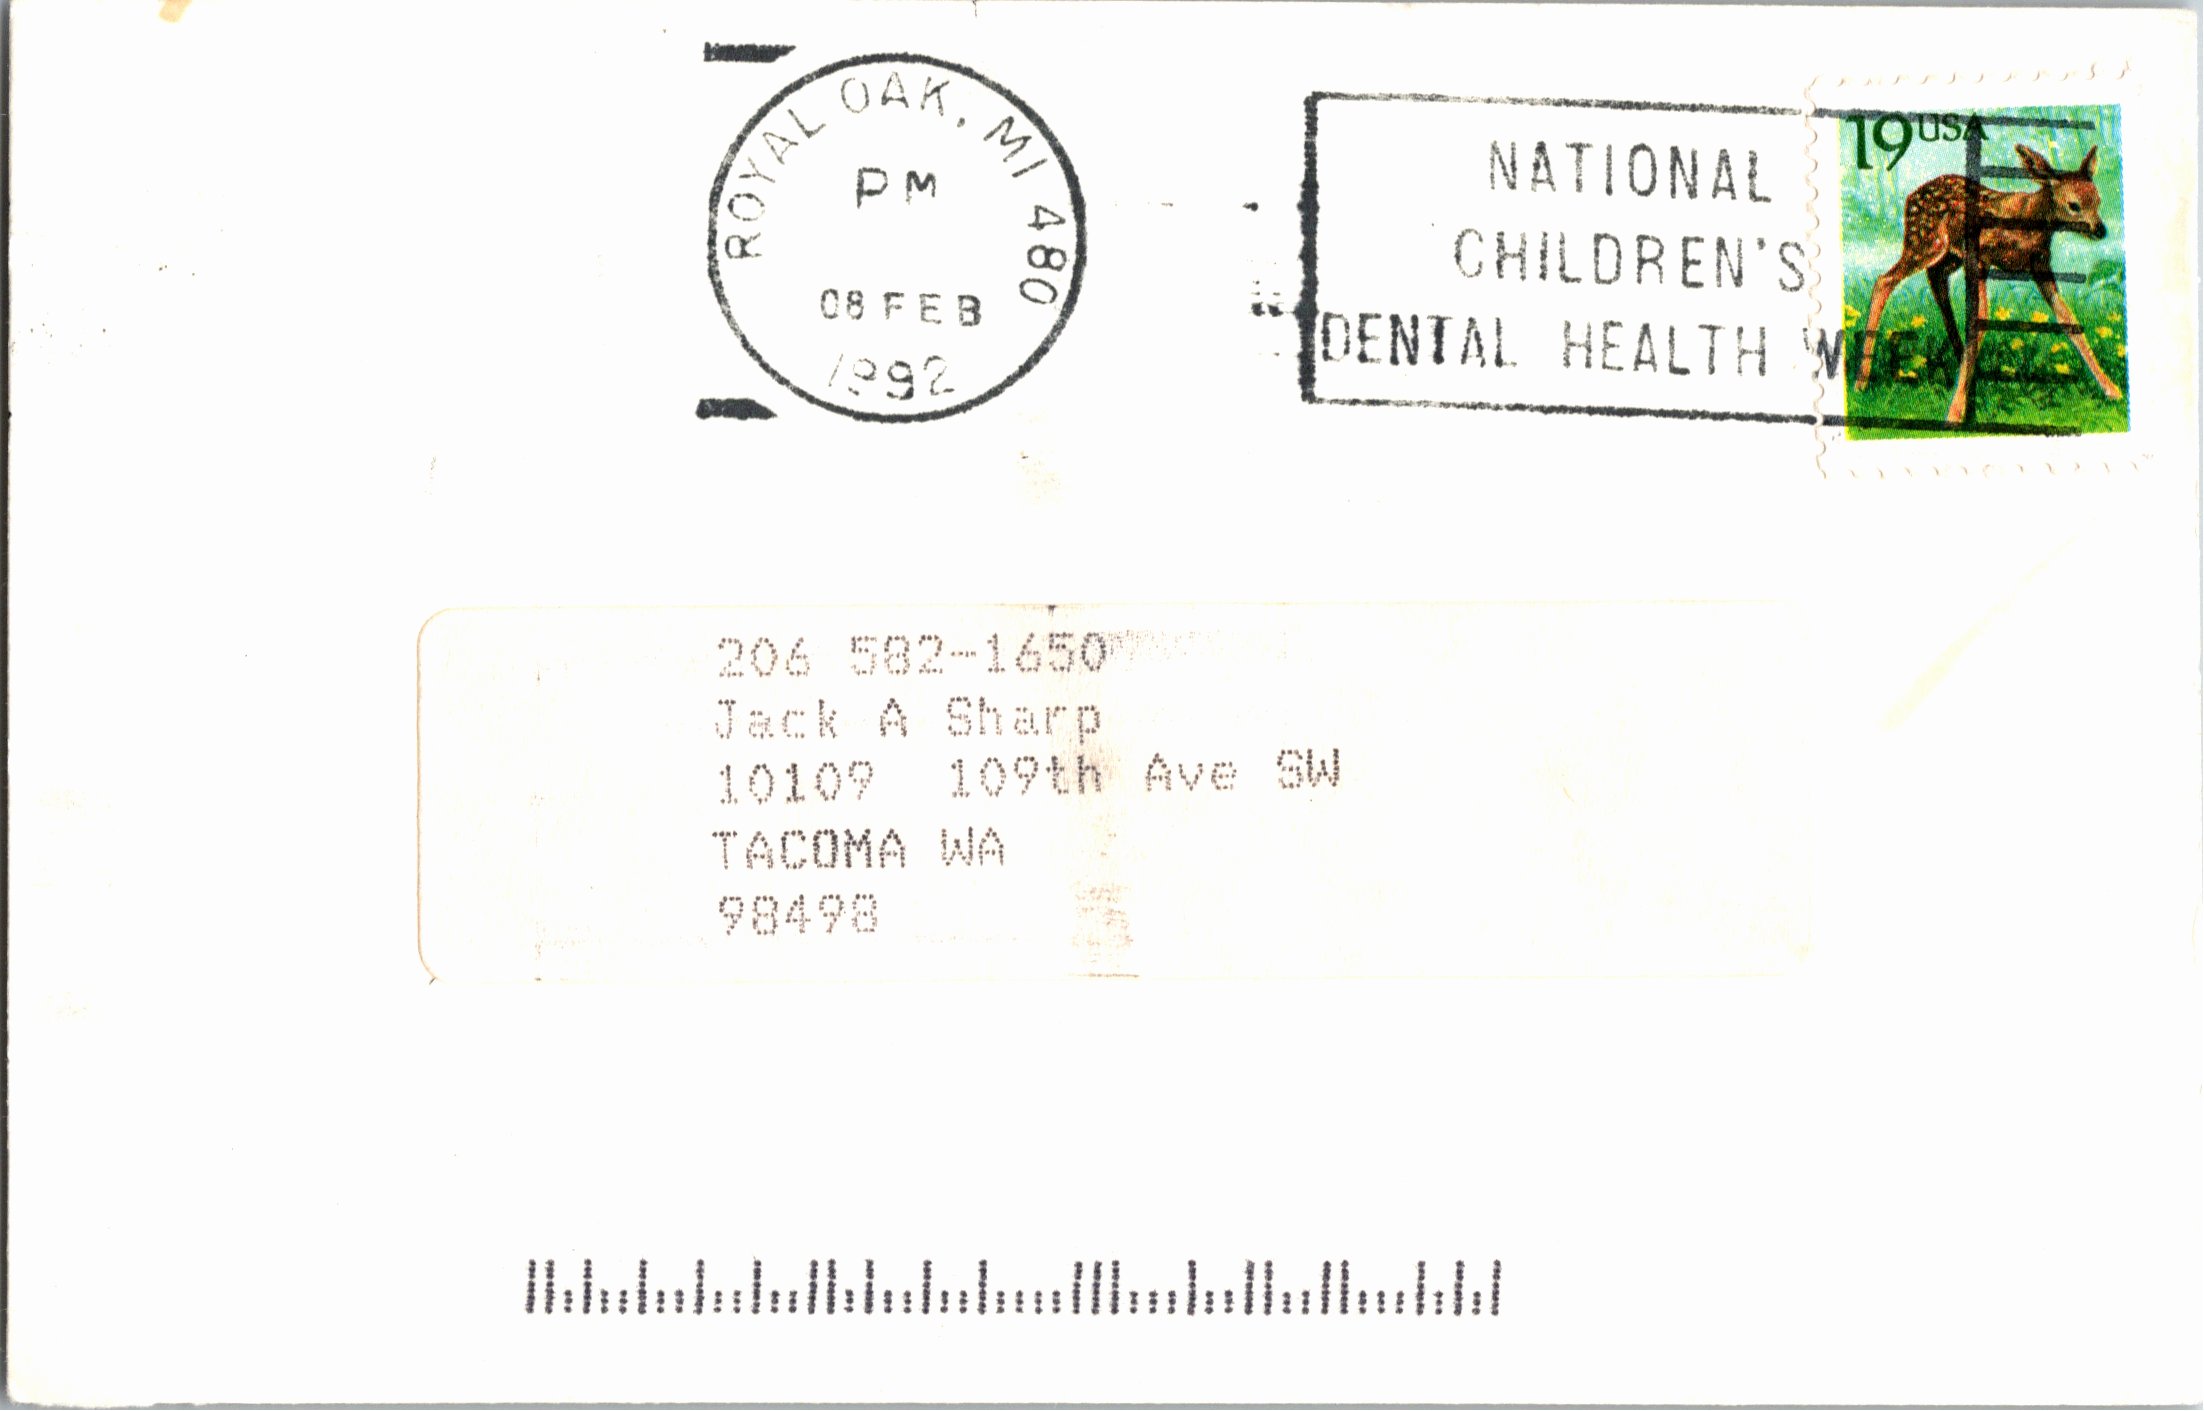 ROYAL OAK, MI 480
PM
08 FEB
1992
NATIONAL
CHILDREN'S
DENTAL HEALTH WEEK
19 USA
206 582-1650
Jack A Sharp
10109 109th Ave SW
TACOMA WA
98498